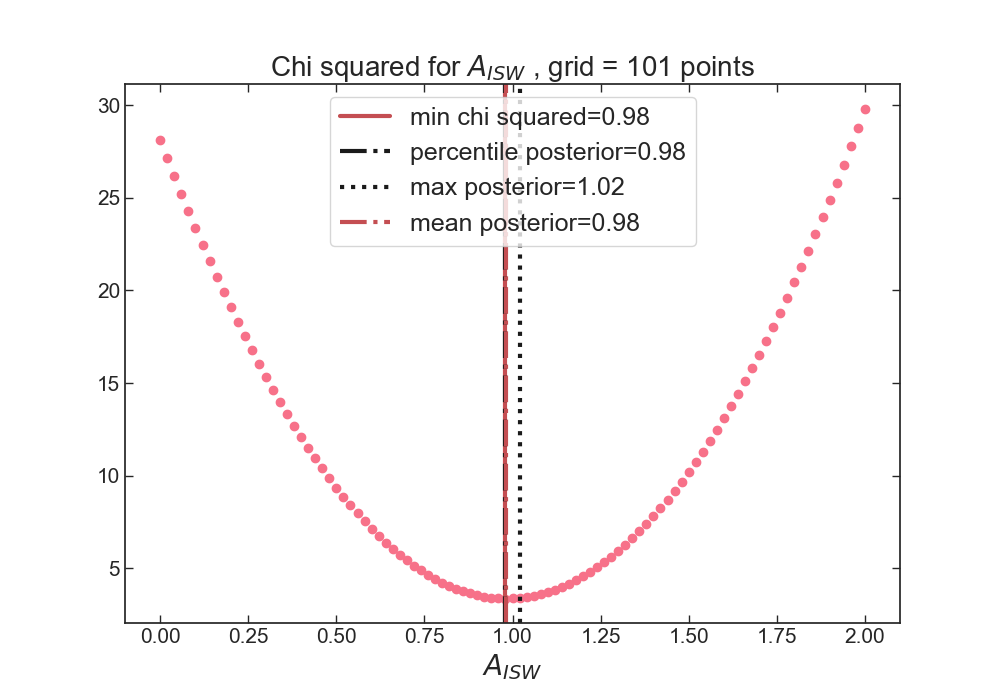 Chi squared for A_ISW , grid = 101 points
min chi squared=0.98
percentile posterior=0.98
max posterior=1.02
mean posterior=0.98
30
25
20
15
10
5
0.00 0.25 0.50 0.75 1.00 1.25 1.50 1.75 2.00
A_ISW